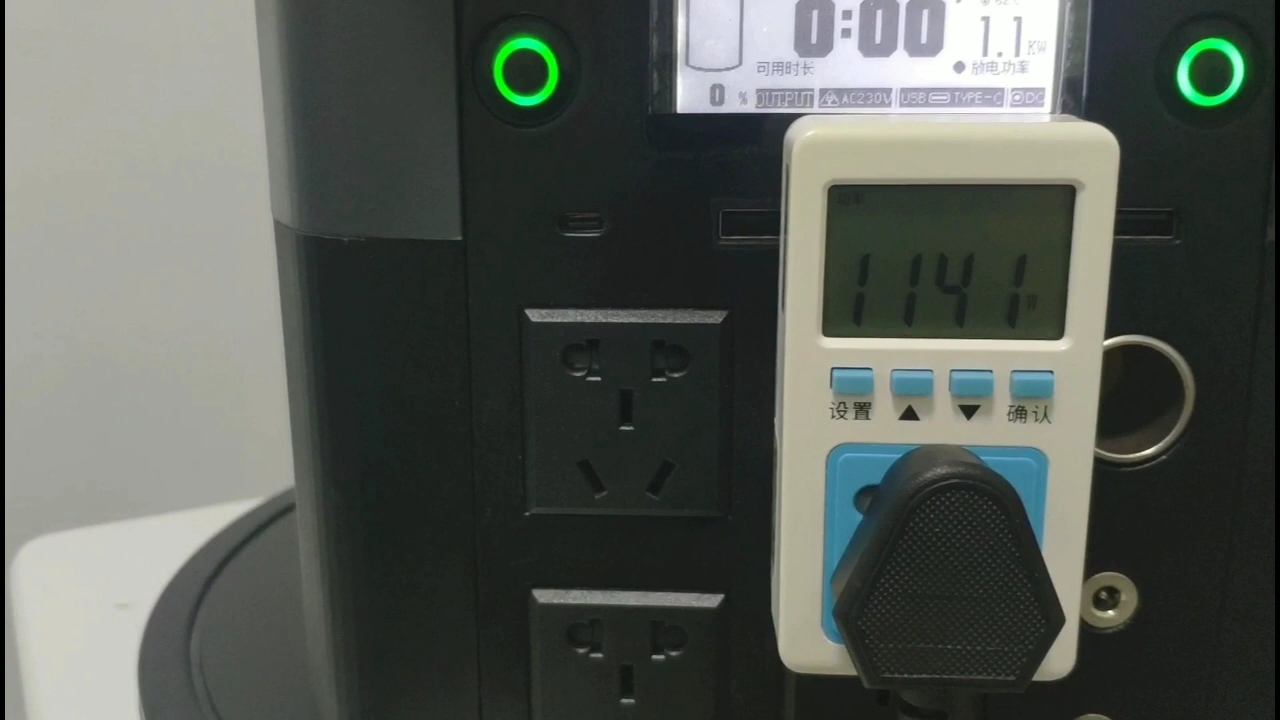 0:00
1.1 KW
可用时长
放电功率
0 %
OUTPUT
AC230V
USB
TYPE-C
DC
1141
设置
确认